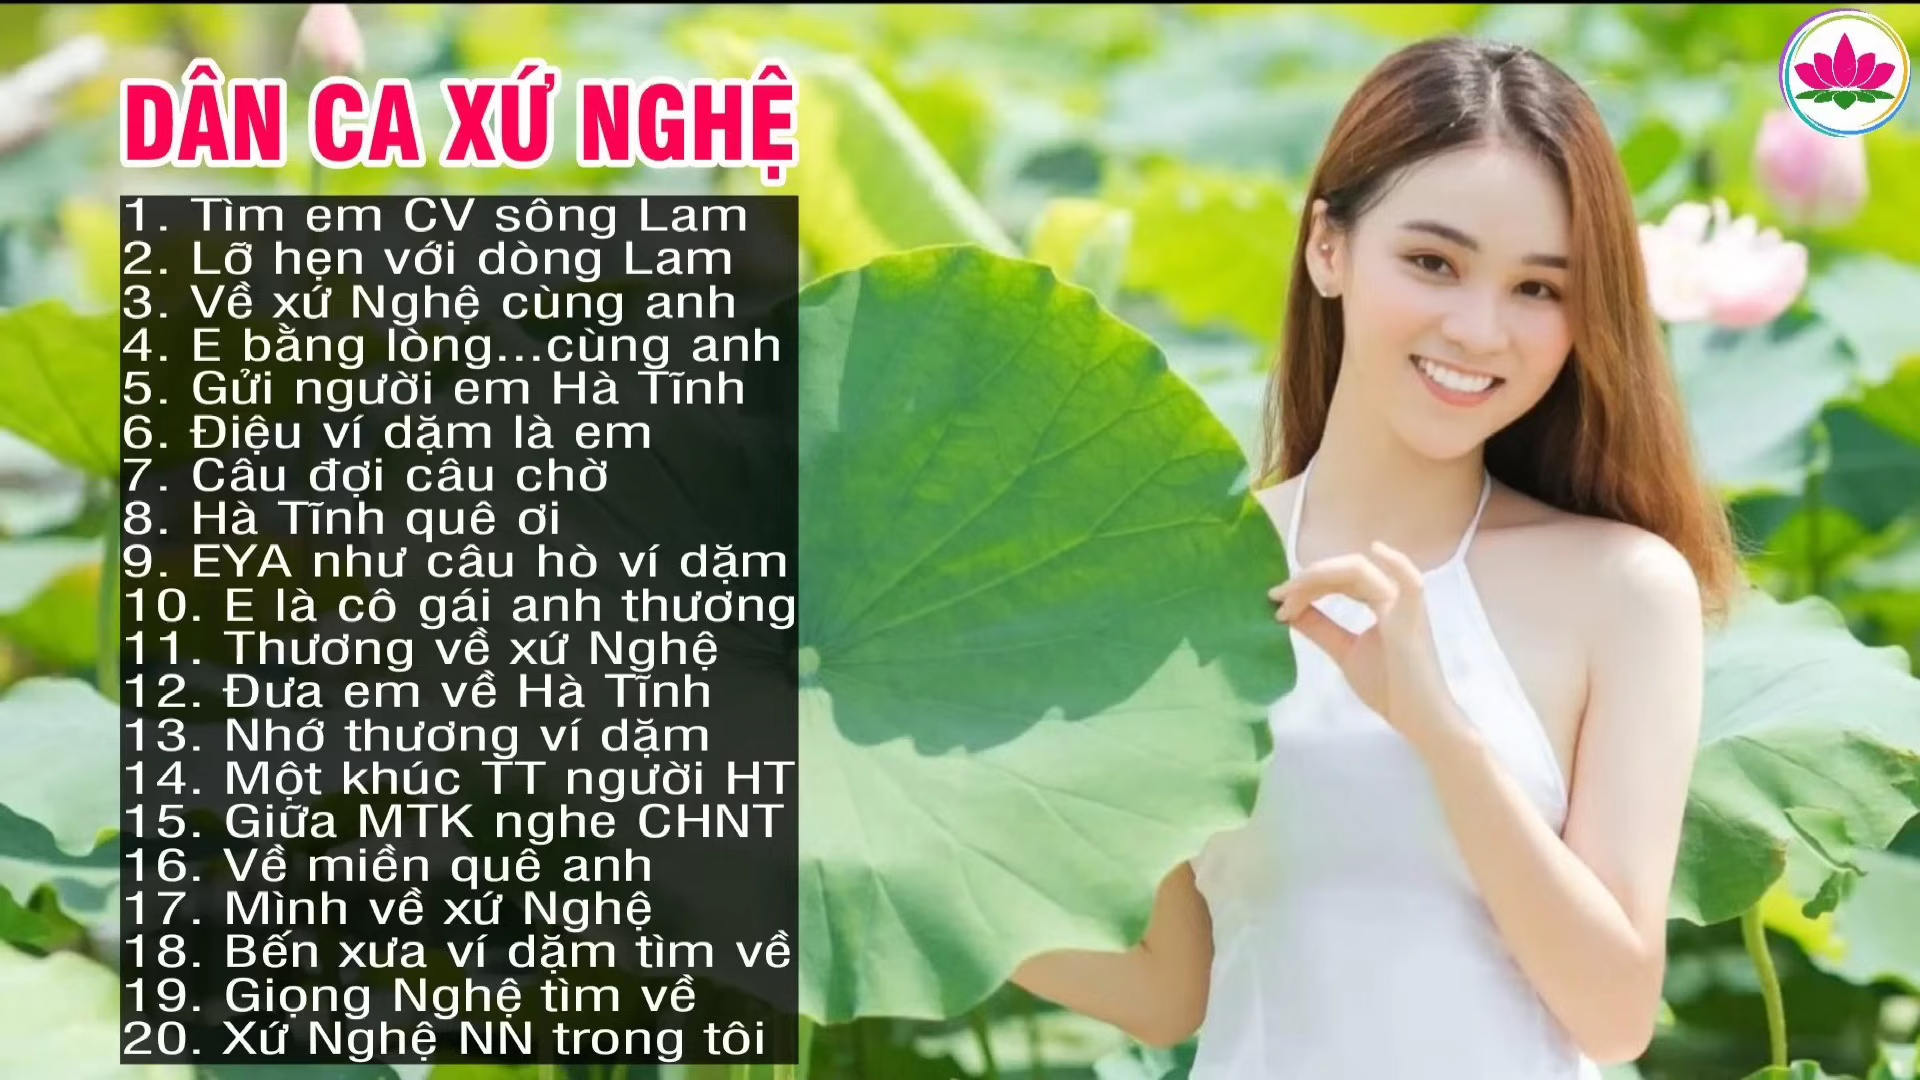 DÂN CA XỨ NGHỆ
1. Tìm em CV sông Lam
2. Lỡ hẹn với dòng Lam
3. Về xứ Nghệ cùng anh
4. E bằng lòng...cùng anh
5. Gửi người em Hà Tĩnh
6. Điệu ví dặm là em
7. Câu đợi câu chờ
8. Hà Tĩnh quê ơi
9. EYA như câu hò ví dặm
10. E là cô gái anh thương
11. Thương về xứ Nghệ
12. Đưa em về Hà Tĩnh
13. Nhớ thương ví dặm
14. Một khúc TT người HT
15. Giữa MTK nghe CHNT
16. Về miền quê anh
17. Mình về xứ Nghệ
18. Bến xưa ví dặm tìm về
19. Giọng Nghệ tìm về
20. Xứ Nghệ NN trong tôi